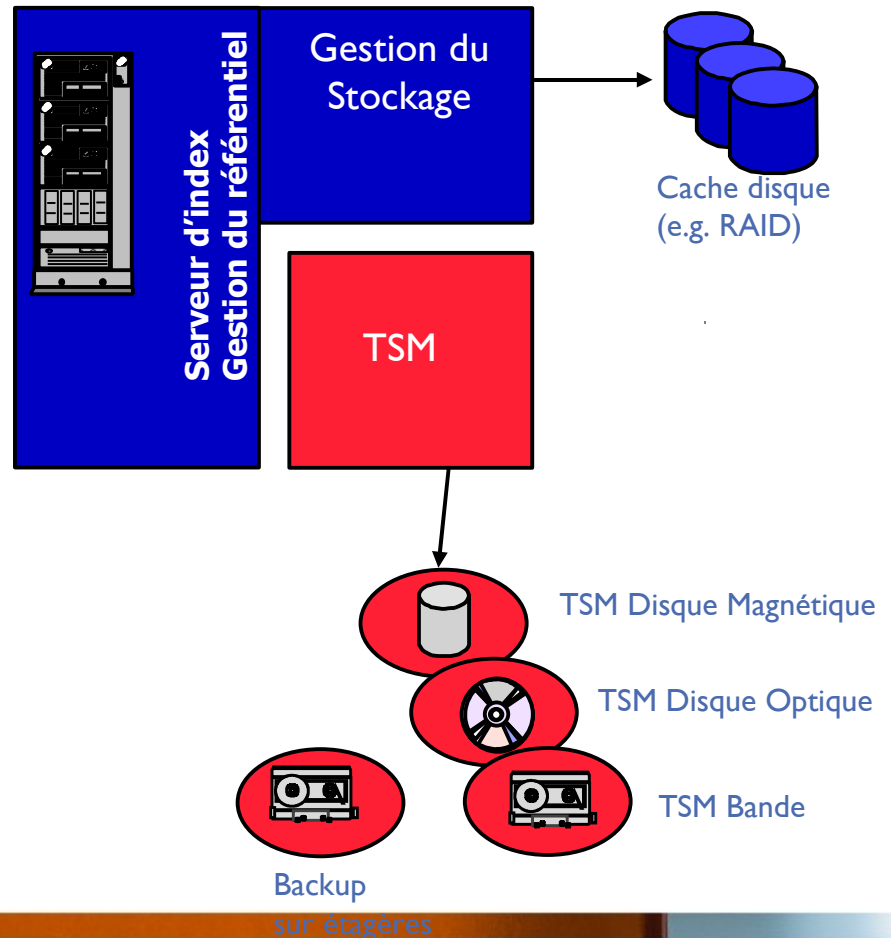 Serveur d'index
Gestion du référentiel
Gestion du
Stockage
Cache disque
(e.g. RAID)
TSM
TSM Disque Magnétique
TSM Disque Optique
TSM Bande
Backup
sur étagères